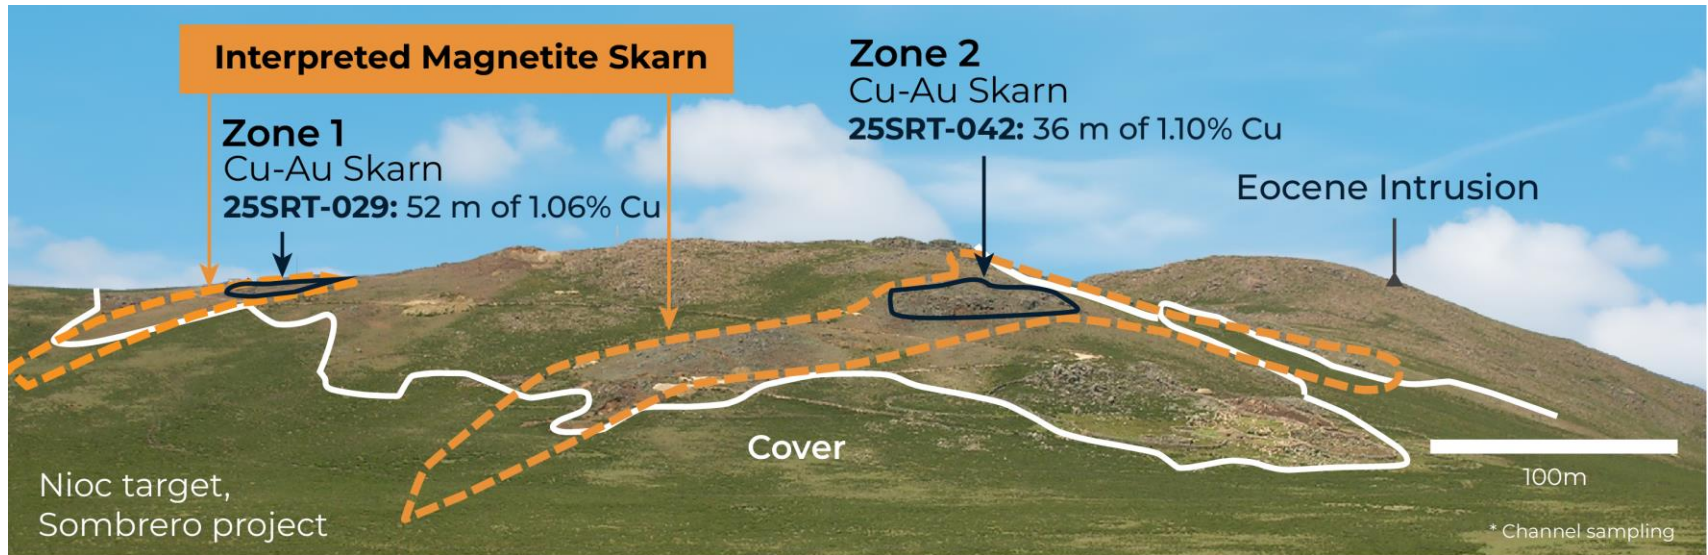 Interpreted Magnetite Skarn
Zone 1
Cu-Au Skarn
25SRT-029: 52 m of 1.06% Cu
Zone 2
Cu-Au Skarn
25SRT-042: 36 m of 1.10% Cu
Eocene Intrusion
Cover
100m
Nioc target,
Sombrero project
* Channel sampling